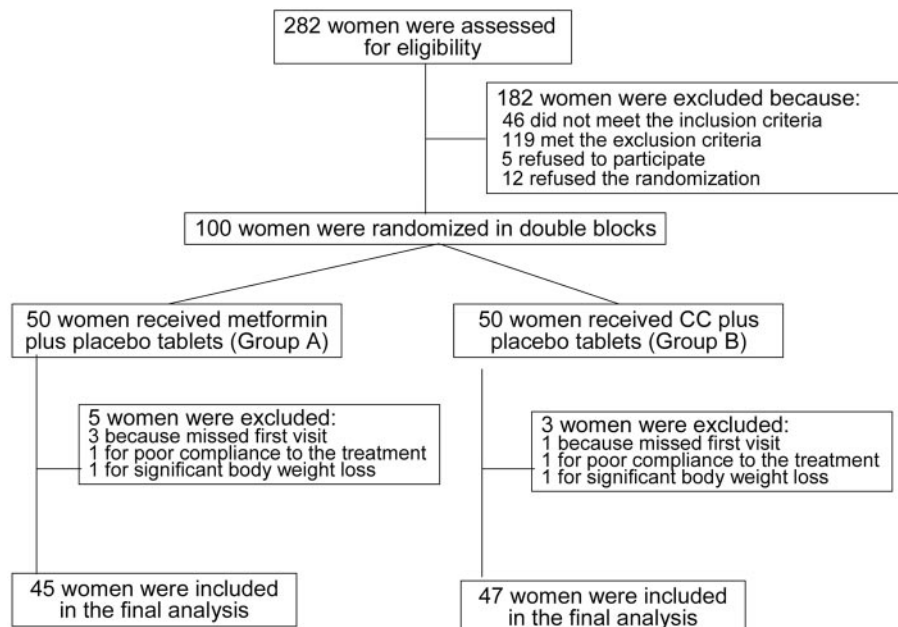 282 women were assessed
for eligibility
182 women were excluded because:
46 did not meet the inclusion criteria
119 met the exclusion criteria
5 refused to participate
12 refused the randomization
100 women were randomized in double blocks
50 women received metformin
plus placebo tablets (Group A)
50 women received CC plus
placebo tablets (Group B)
5 women were excluded:
3 because missed first visit
1 for poor compliance to the treatment
1 for significant body weight loss
3 women were excluded:
1 because missed first visit
1 for poor compliance to the treatment
1 for significant body weight loss
45 women were included
in the final analysis
47 women were included
in the final analysis